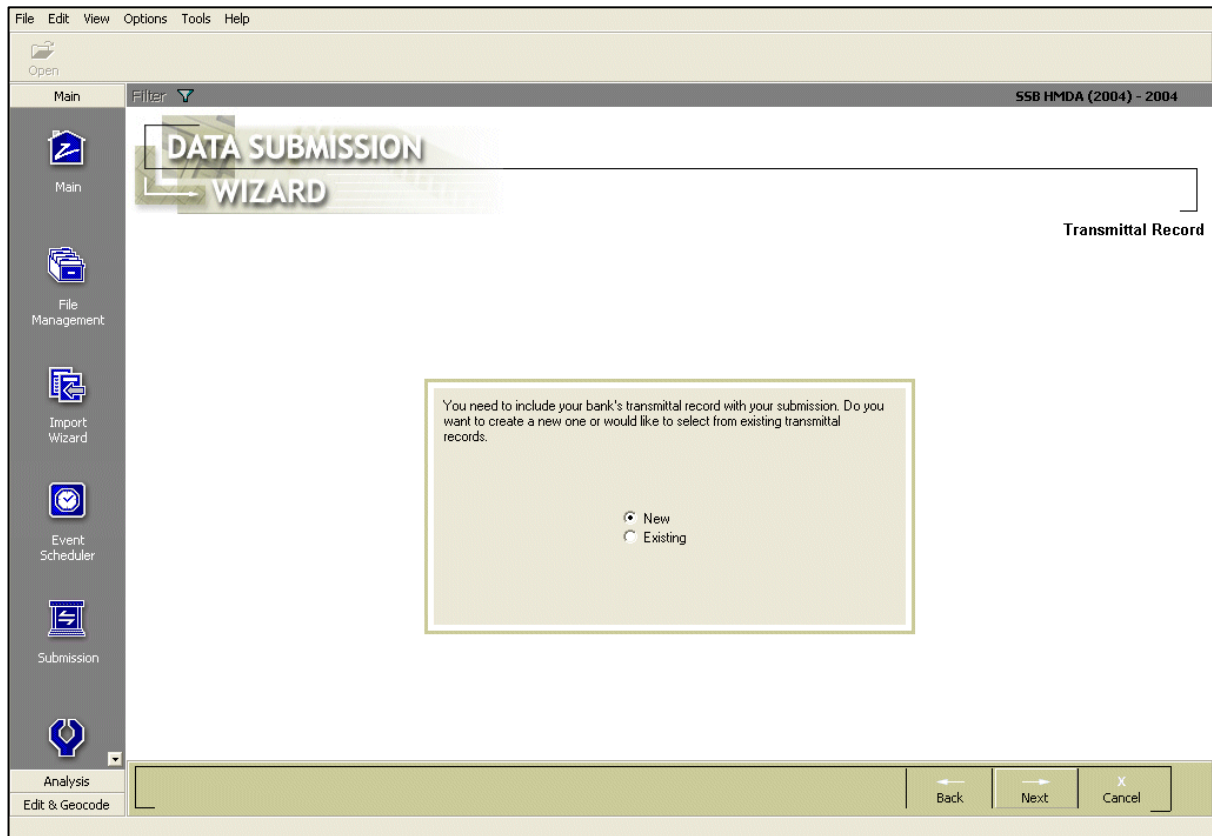 File Edit View Options Tools Help
Open
Main
Filter
SSB HMDA (2004) - 2004
DATA SUBMISSION
WIZARD
Transmittal Record
Main
File
Management
Import
Wizard
Event
Scheduler
Submission
You need to include your bank's transmittal record with your submission. Do you
want to create a new one or would like to select from existing transmittal
records.
New
Existing
Analysis
Edit & Geocode
Back
Next
X
Cancel